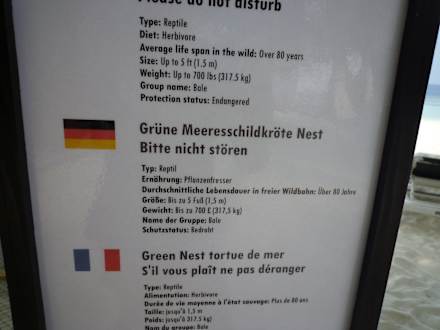 Please do not disturb
Type: Reptile
Diet: Herbivore
Average life span in the wild: Over 80 years
Size: Up to 5 ft (1,5 m)
Weight: Up to 700 lbs (317,5 kg)
Group name: Bale
Protection status: Endangered
Grüne Meeresschildkröte Nest
Bitte nicht stören
Typ: Reptil
Ernährung: Pflanzenfresser
Durchschnittliche Lebensdauer in freier Wildbahn: Über 80 Jahre
Größe: Bis zu 5 Fuß (1,5 m)
Gewicht: Bis zu 700 £ (317,5 kg)
Name der Gruppe: Bale
Schutzstatus: Bedroht
Green Nest tortue de mer
S'il vous plaît ne pas déranger
Type: Reptile
Alimentation: Herbivore
Durée de vie moyenne à l'état sauvage: Plus de 80 ans
Taille: jusqu'à 1,5 m
Poids: jusqu'à 317,5 kg)
Nom du groupe: Bale